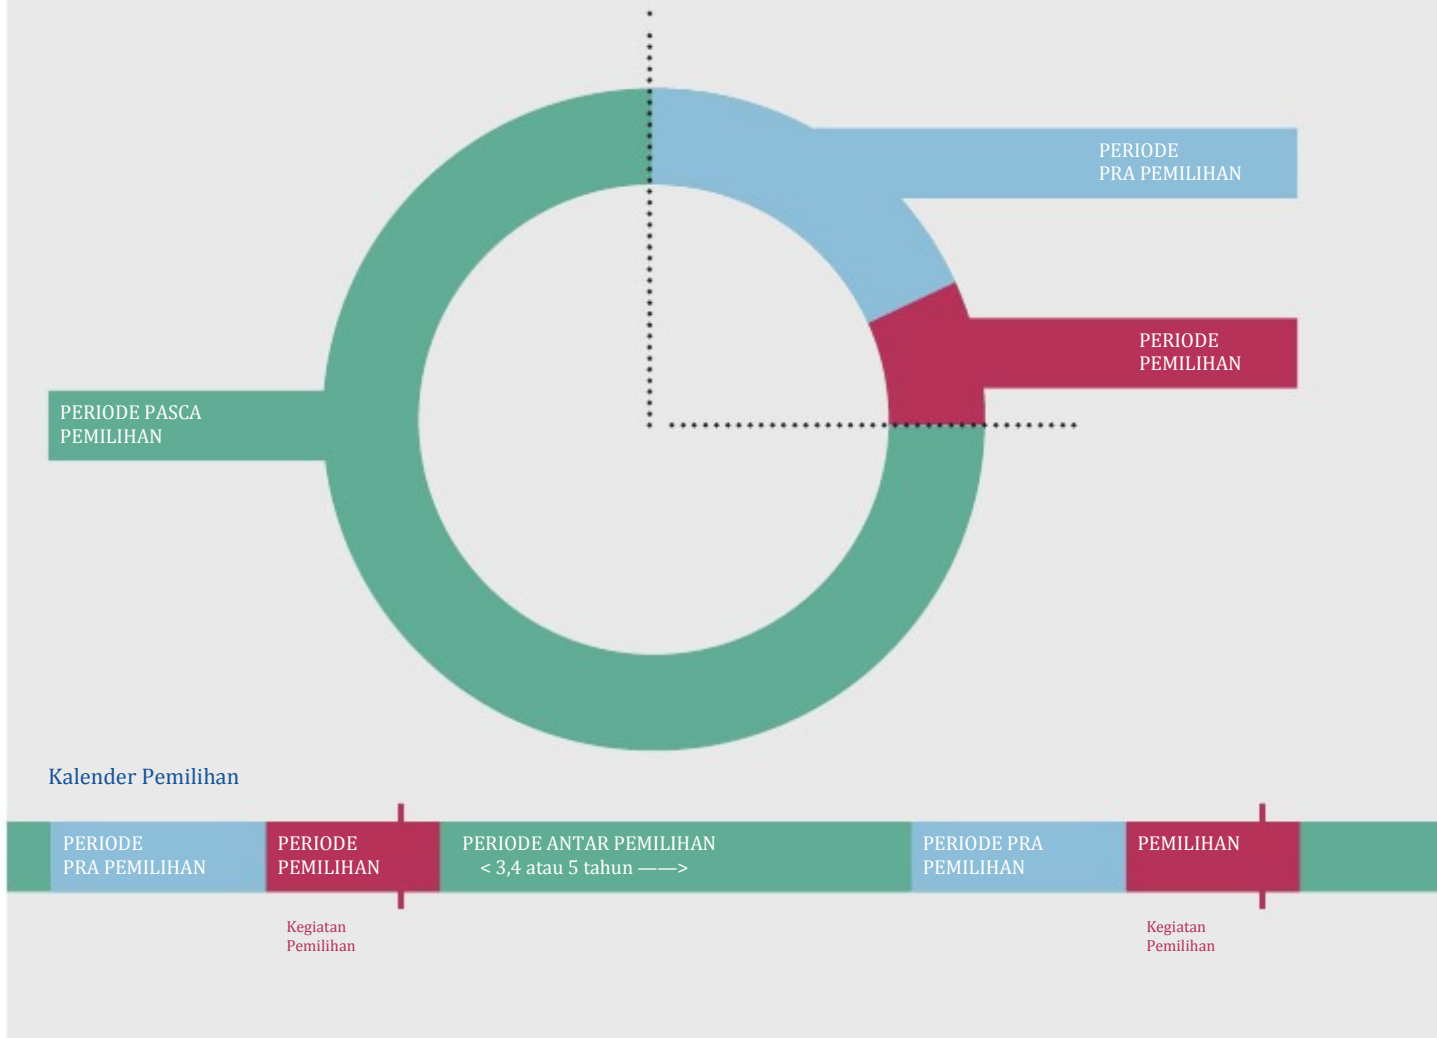 PERIODE
PRA PEMILIHAN
PERIODE
PEMILIHAN
PERIODE PASCA
PEMILIHAN
Kalender Pemilihan
PERIODE
PRA PEMILIHAN
PERIODE
PEMILIHAN
PERIODE ANTAR PEMILIHAN
< 3,4 atau 5 tahun ——>
PERIODE PRA
PEMILIHAN
PEMILIHAN
Kegiatan
Pemilihan
Kegiatan
Pemilihan